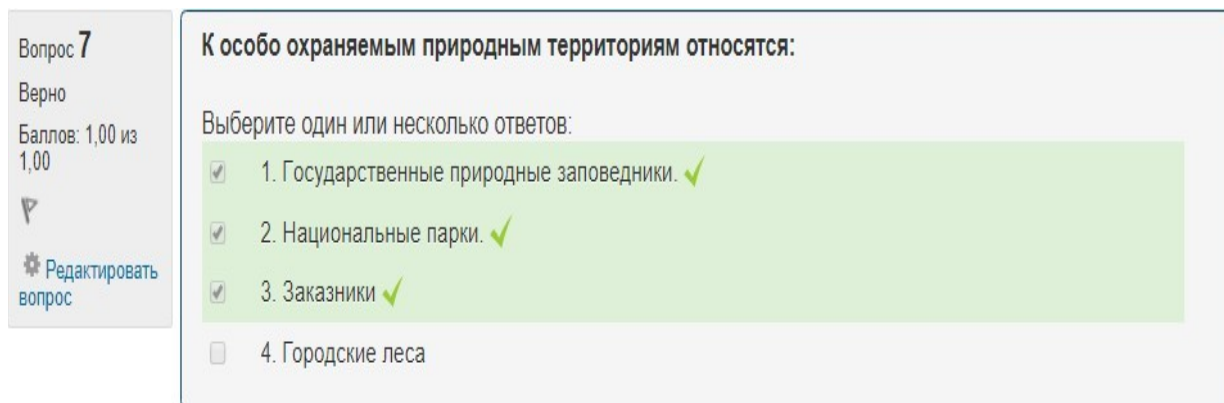 Вопрос 7
Верно
Баллов: 1,00 из
1,00
Редактировать
вопрос
К особо охраняемым природным территориям относятся:
Выберите один или несколько ответов:
1. Государственные природные заповедники.
2. Национальные парки.
3. Заказники
4. Городские леса